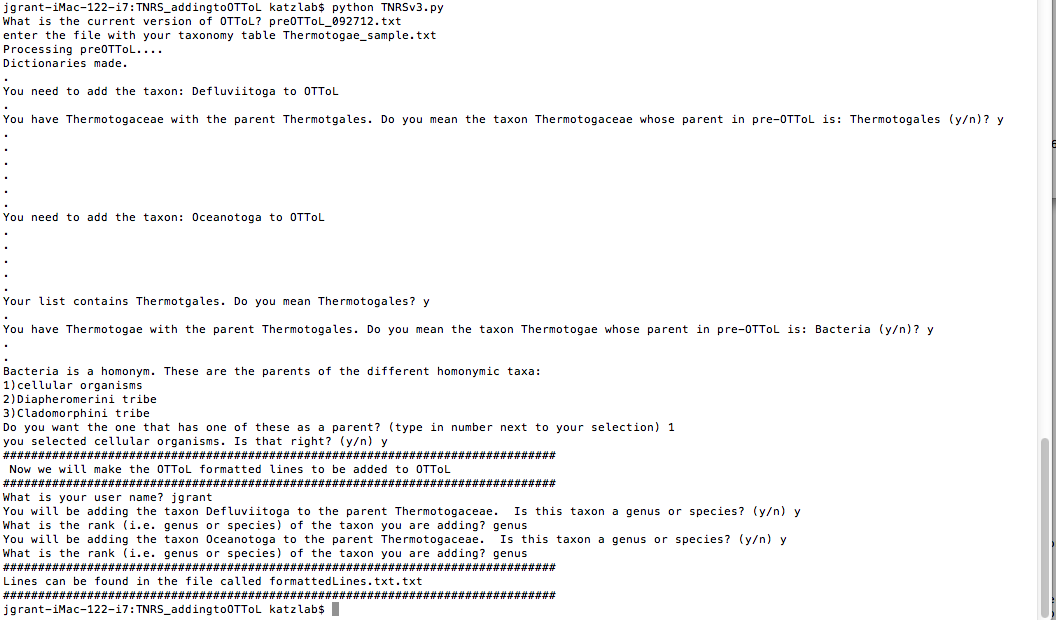 jgrant-iMac-122-i7:TNRS_addingtoOTToL katzlab$ python TNRSv3.py
What is the current version of OTToL? preOTToL_092712.txt
enter the file with your taxonomy table Thermotogae_sample.txt
Processing preOTToL....
Dictionaries made.
.
You need to add the taxon: Defluviitoga to OTToL
.
You have Thermotogaceae with the parent Thermotgales. Do you mean the taxon Thermotogaceae whose parent in pre-OTToL is: Thermotogales (y/n)? y
.
.
.
.
.
.
You need to add the taxon: Oceanotoga to OTToL
.
.
.
.
.
Your list contains Thermotgales. Do you mean Thermotogales? y
.
You have Thermotogae with the parent Thermotogales. Do you mean the taxon Thermotogae whose parent in pre-OTToL is: Bacteria (y/n)? y
.
.
Bacteria is a homonym. These are the parents of the different homonymic taxa:
1)cellular organisms
2)Diapheromerini tribe
3)Cladomorphini tribe
Do you want the one that has one of these as a parent? (type in number next to your selection) 1
you selected cellular organisms. Is that right? (y/n) y
###############################################################################
 Now we will make the OTToL formatted lines to be added to OTToL
###############################################################################
What is your user name? jgrant
You will be adding the taxon Defluviitoga to the parent Thermotogaceae.  Is this taxon a genus or species? (y/n) y
What is the rank (i.e. genus or species) of the taxon you are adding? genus
You will be adding the taxon Oceanotoga to the parent Thermotogaceae.  Is this taxon a genus or species? (y/n) y
What is the rank (i.e. genus or species) of the taxon you are adding? genus
###############################################################################
Lines can be found in the file called formattedLines.txt.txt
###############################################################################
jgrant-iMac-122-i7:TNRS_addingtoOTToL katzlab$